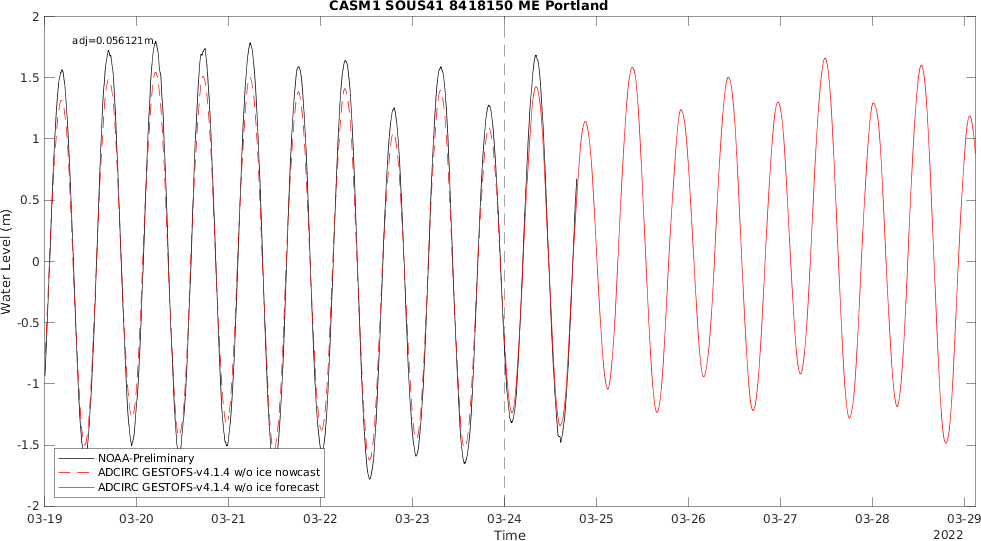 CASM1 SOUS41 8418150 ME Portland
adj=0.056121m
2
1.5
1
0.5
0
-0.5
-1
-1.5
-2
Water Level (m)
NOAA-Preliminary
ADCIRC GESTOFS-v4.1.4 w/o ice nowcast
ADCIRC GESTOFS-v4.1.4 w/o ice forecast
03-19 03-20 03-21 03-22 03-23 03-24 03-25 03-26 03-27 03-28 03-29
Time
2022